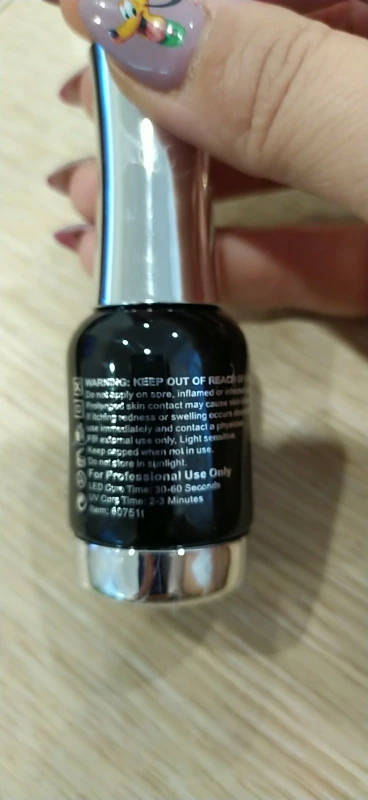 WARNING: KEEP OUT OF REACH OF
Do not apply on sore, inflamed or
Prolonged skin contact may cause
if itching redness or swelling occurs
use immediately and contact a physician
For external use only, Light sensitive.
Keep capped when not in use.
Do not store in sunlight.
For Professional Use Only
LED Cure Time: 30-60 Seconds
UV Cure Time: 2-3 Minutes
Item: